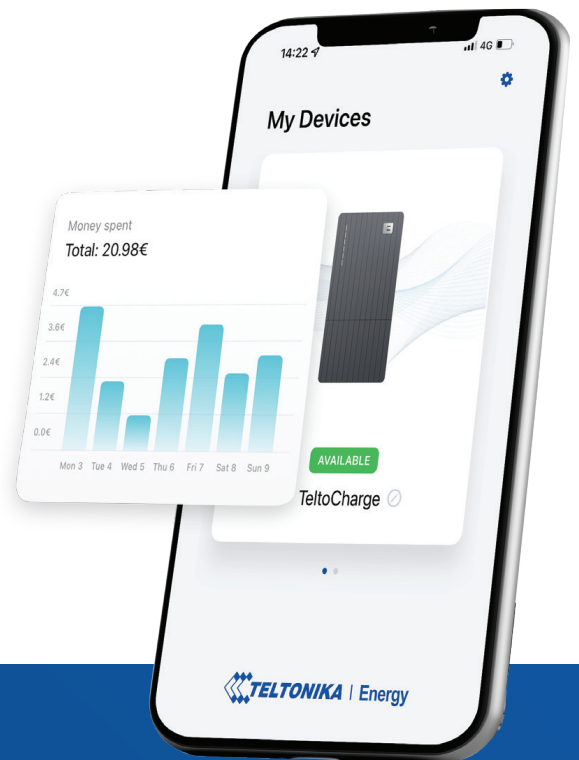 14:22
4G
My Devices
Money spent
Total: 20.98€
4.7€
3.6€
2.4€
1.2€
0.0€
Mon 3 Tue 4 Wed 5 Thu 6 Fri 7 Sat 8 Sun 9
AVAILABLE
TeltoCharge
TELTONIKA | Energy